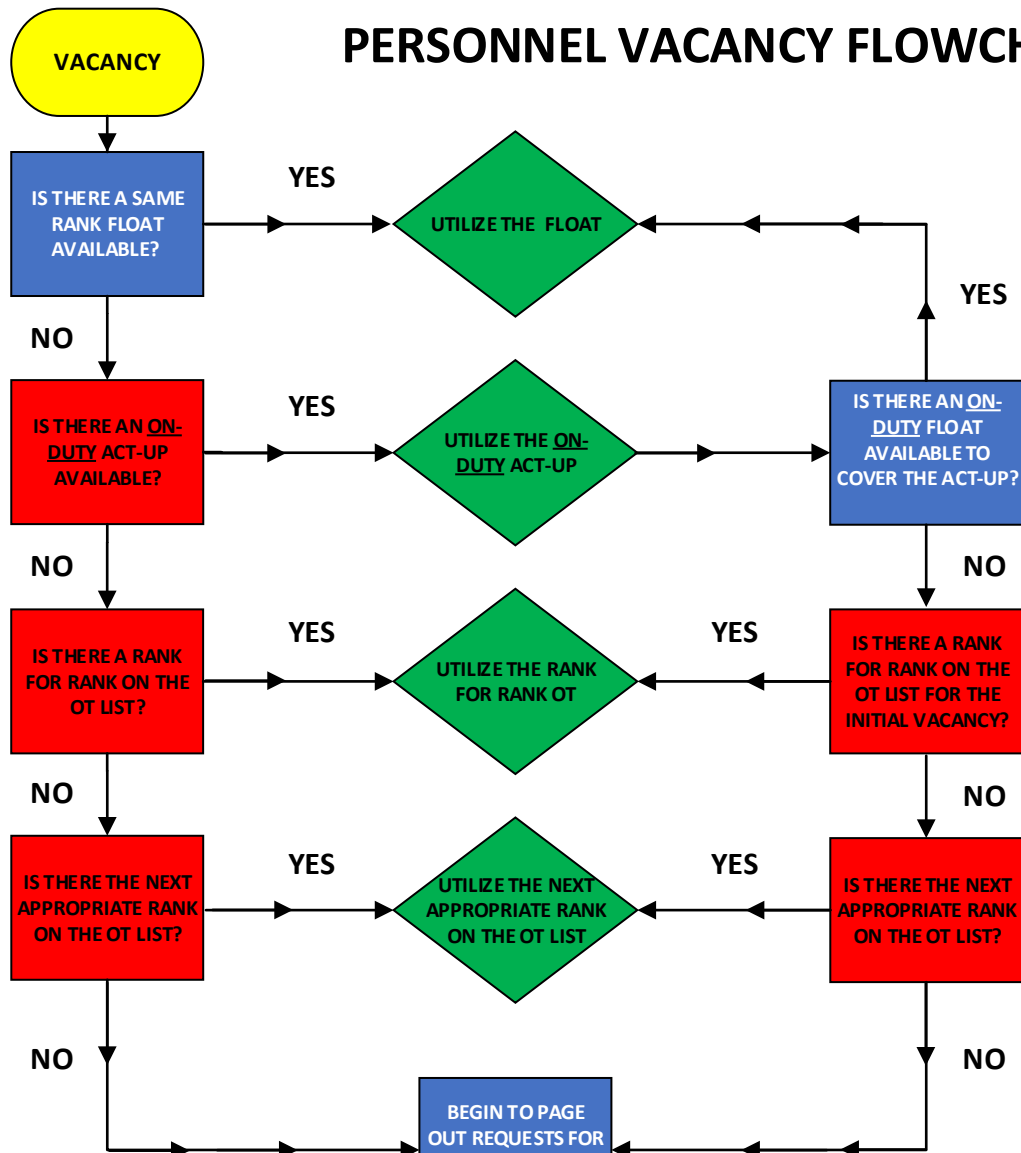 PERSONNEL VACANCY
VACANCY
YES
IS THERE A SAME
RANK FLOAT
AVAILABLE?
UTILIZE THE FLOAT
YES
NO
YES
IS THERE AN ON-
DUTY ACT-UP
AVAILABLE?
UTILIZE THE ON-
DUTY ACT-UP
IS THERE AN ON-
DUTY FLOAT
AVAILABLE TO
COVER THE ACT-UP?
NO
NO
YES
YES
IS THERE A RANK
FOR RANK ON THE
OT LIST?
UTILIZE THE RANK
FOR RANK OT
IS THERE A RANK
FOR RANK ON THE
OT LIST FOR THE
INITIAL VACANCY?
NO
NO
YES
YES
IS THERE THE NEXT
APPROPRIATE RANK
ON THE OT LIST?
UTILIZE THE NEXT
APPROPRIATE RANK
ON THE OT LIST
IS THERE THE NEXT
APPROPRIATE RANK
ON THE OT LIST?
NO
NO
BEGIN TO PAGE
OUT REQUESTS FOR